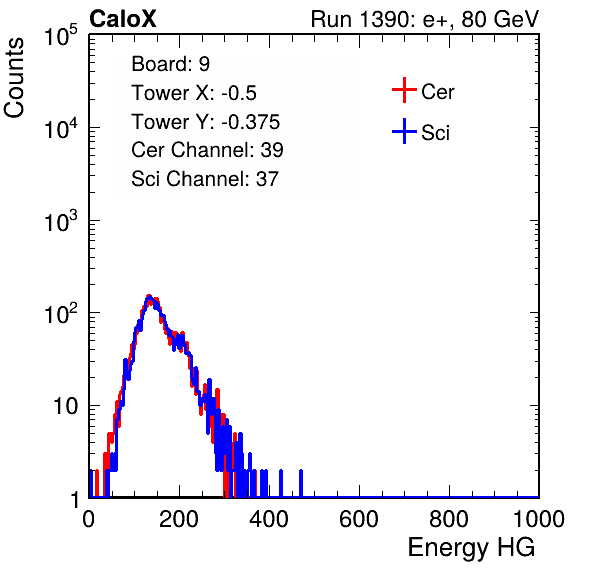 CaloX Run 1390: e+, 80 GeV
Board: 9
Tower X: -0.5
Tower Y: -0.375
Cer Channel: 39
Sci Channel: 37
Cer
Sci
Counts
10^5
10^4
10^3
10^2
10
1
0 200 400 600 800 1000
Energy HG